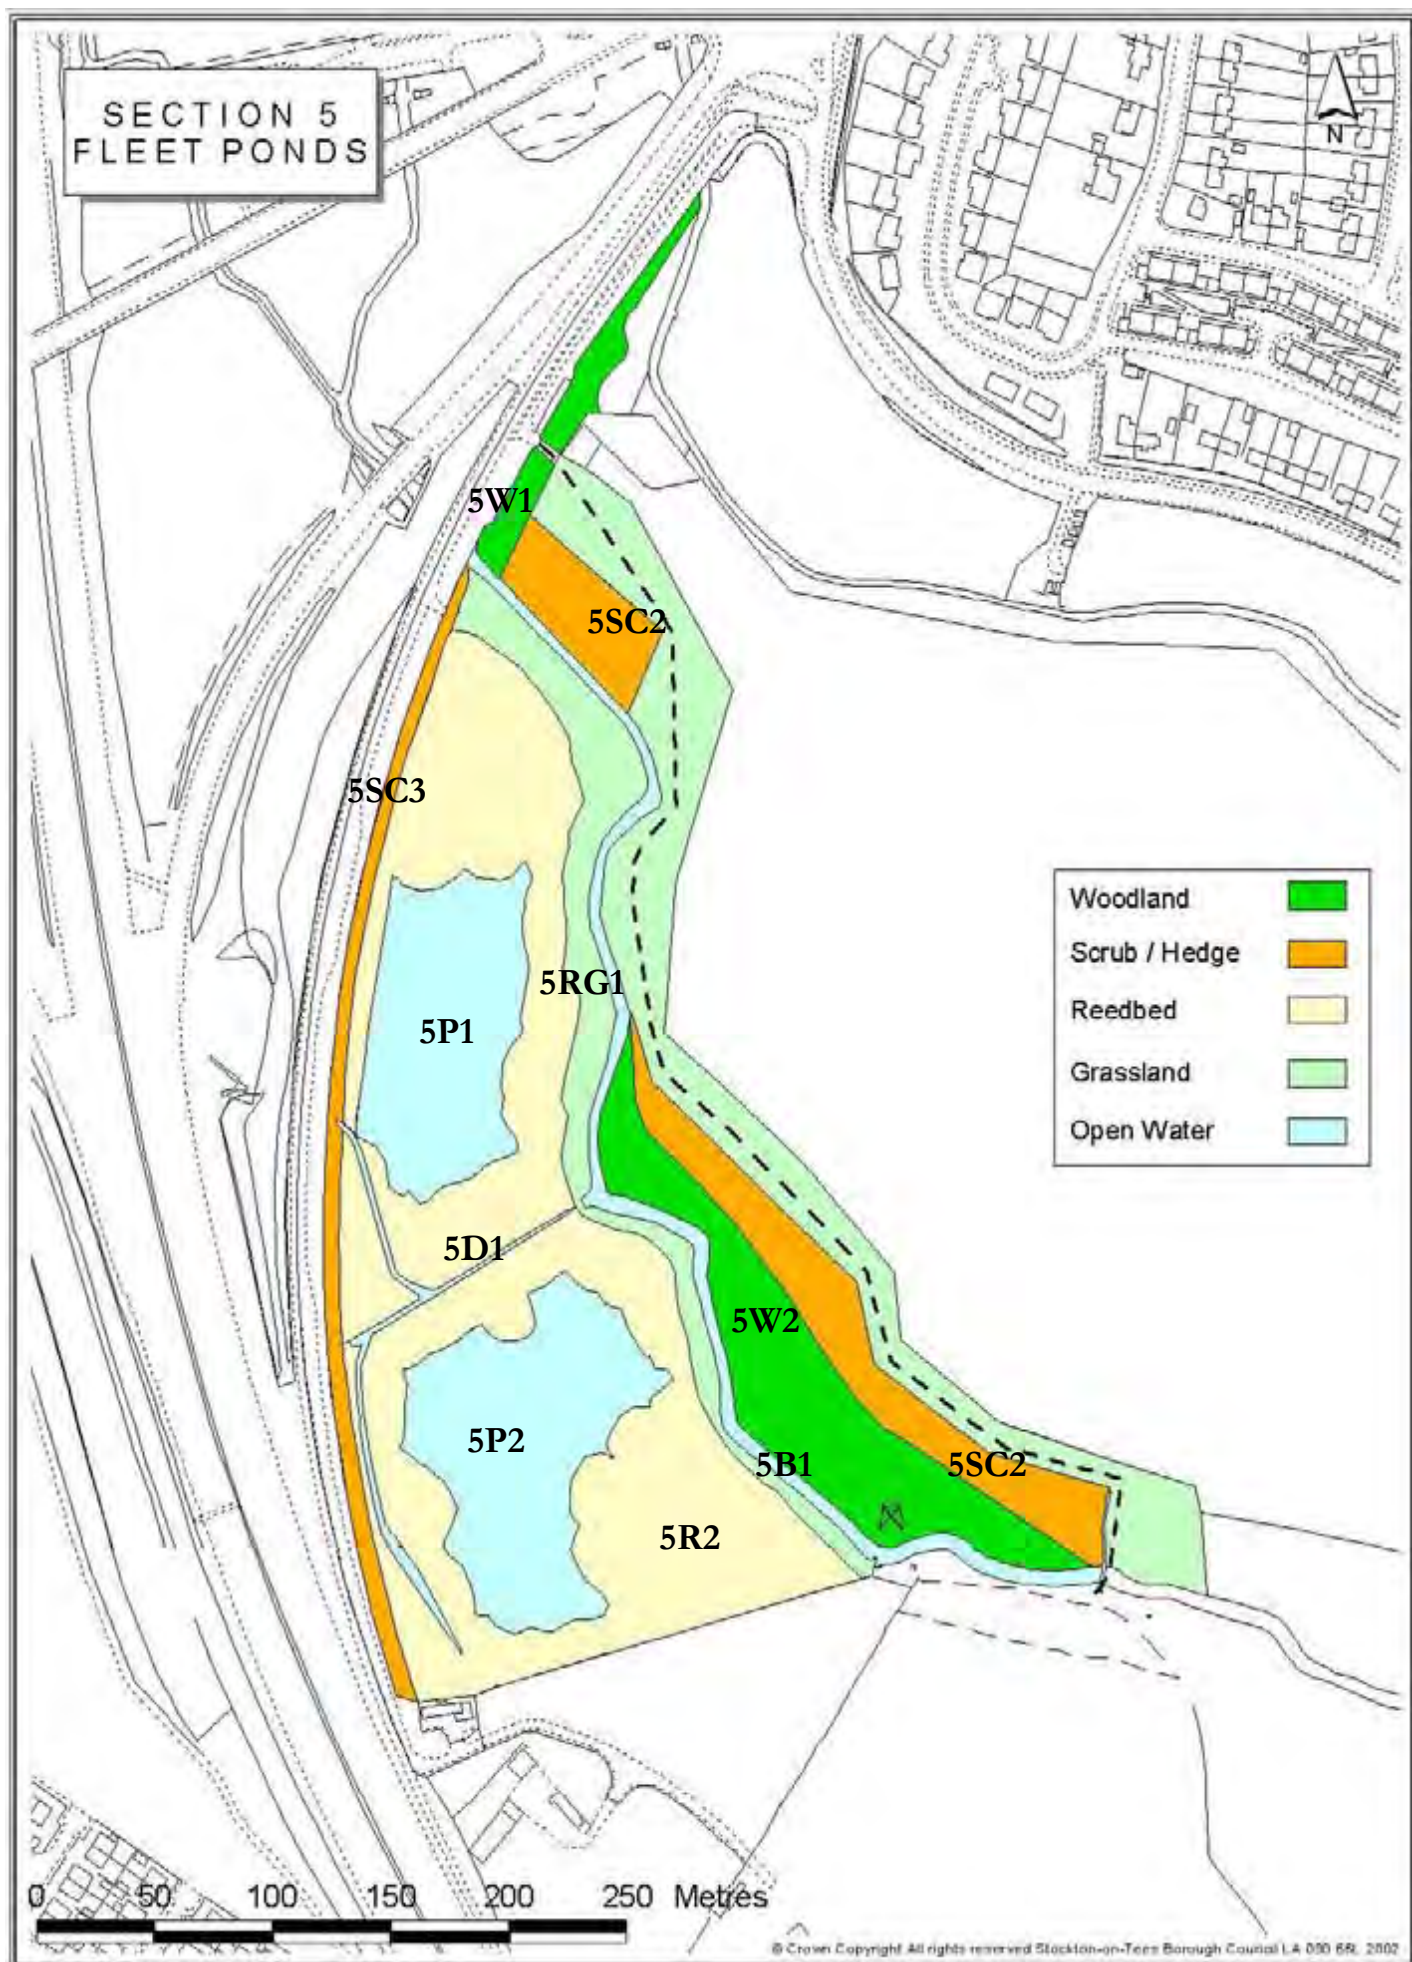 SECTION 5
FLEET PONDS
N
5W1
5SC2
5SC3
Woodland
Scrub / Hedge
Reedbed
Grassland
Open Water
5RG1
5P1
5D1
5W2
5P2
5B1
5SC2
5R2
0 50 100 150 200 250 Metres
© Crown Copyright All rights reserved Stockton-on-Tees Borough Council LA 2002